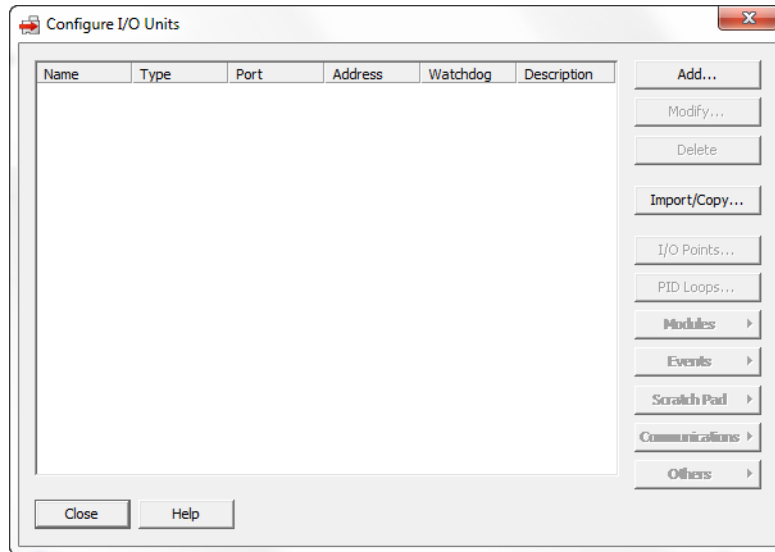 Configure I/O Units
Name Type Port Address Watchdog Description
Add...
Modify...
Delete
Import/Copy...
I/O Points...
PID Loops...
Modules
Events
Scratch Pad
Communications
Others
Close Help